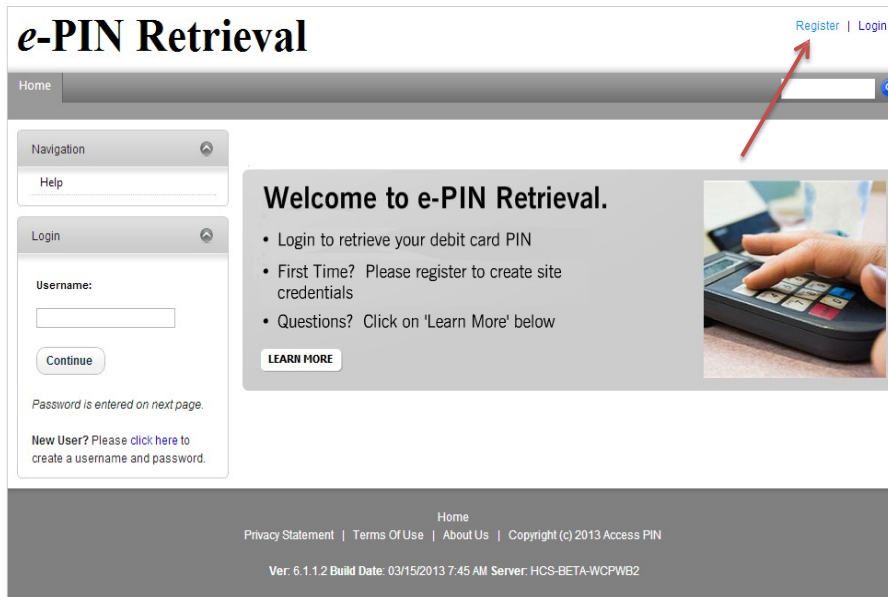 e-PIN Retrieval
Register | Login
Home
Navigation
Help
Login
Username:
Continue
Password is entered on next page.
New User? Please click here to
create a username and password.
Welcome to e-PIN Retrieval.
• Login to retrieve your debit card PIN
• First Time? Please register to create site
credentials
• Questions? Click on 'Learn More' below
LEARN MORE
Home
Privacy Statement | Terms Of Use | About Us | Copyright (c) 2013 Access PIN
Ver: 6.1.1.2 Build Date: 03/15/2013 7:45 AM Server: HCS-BETA-WCPWB2